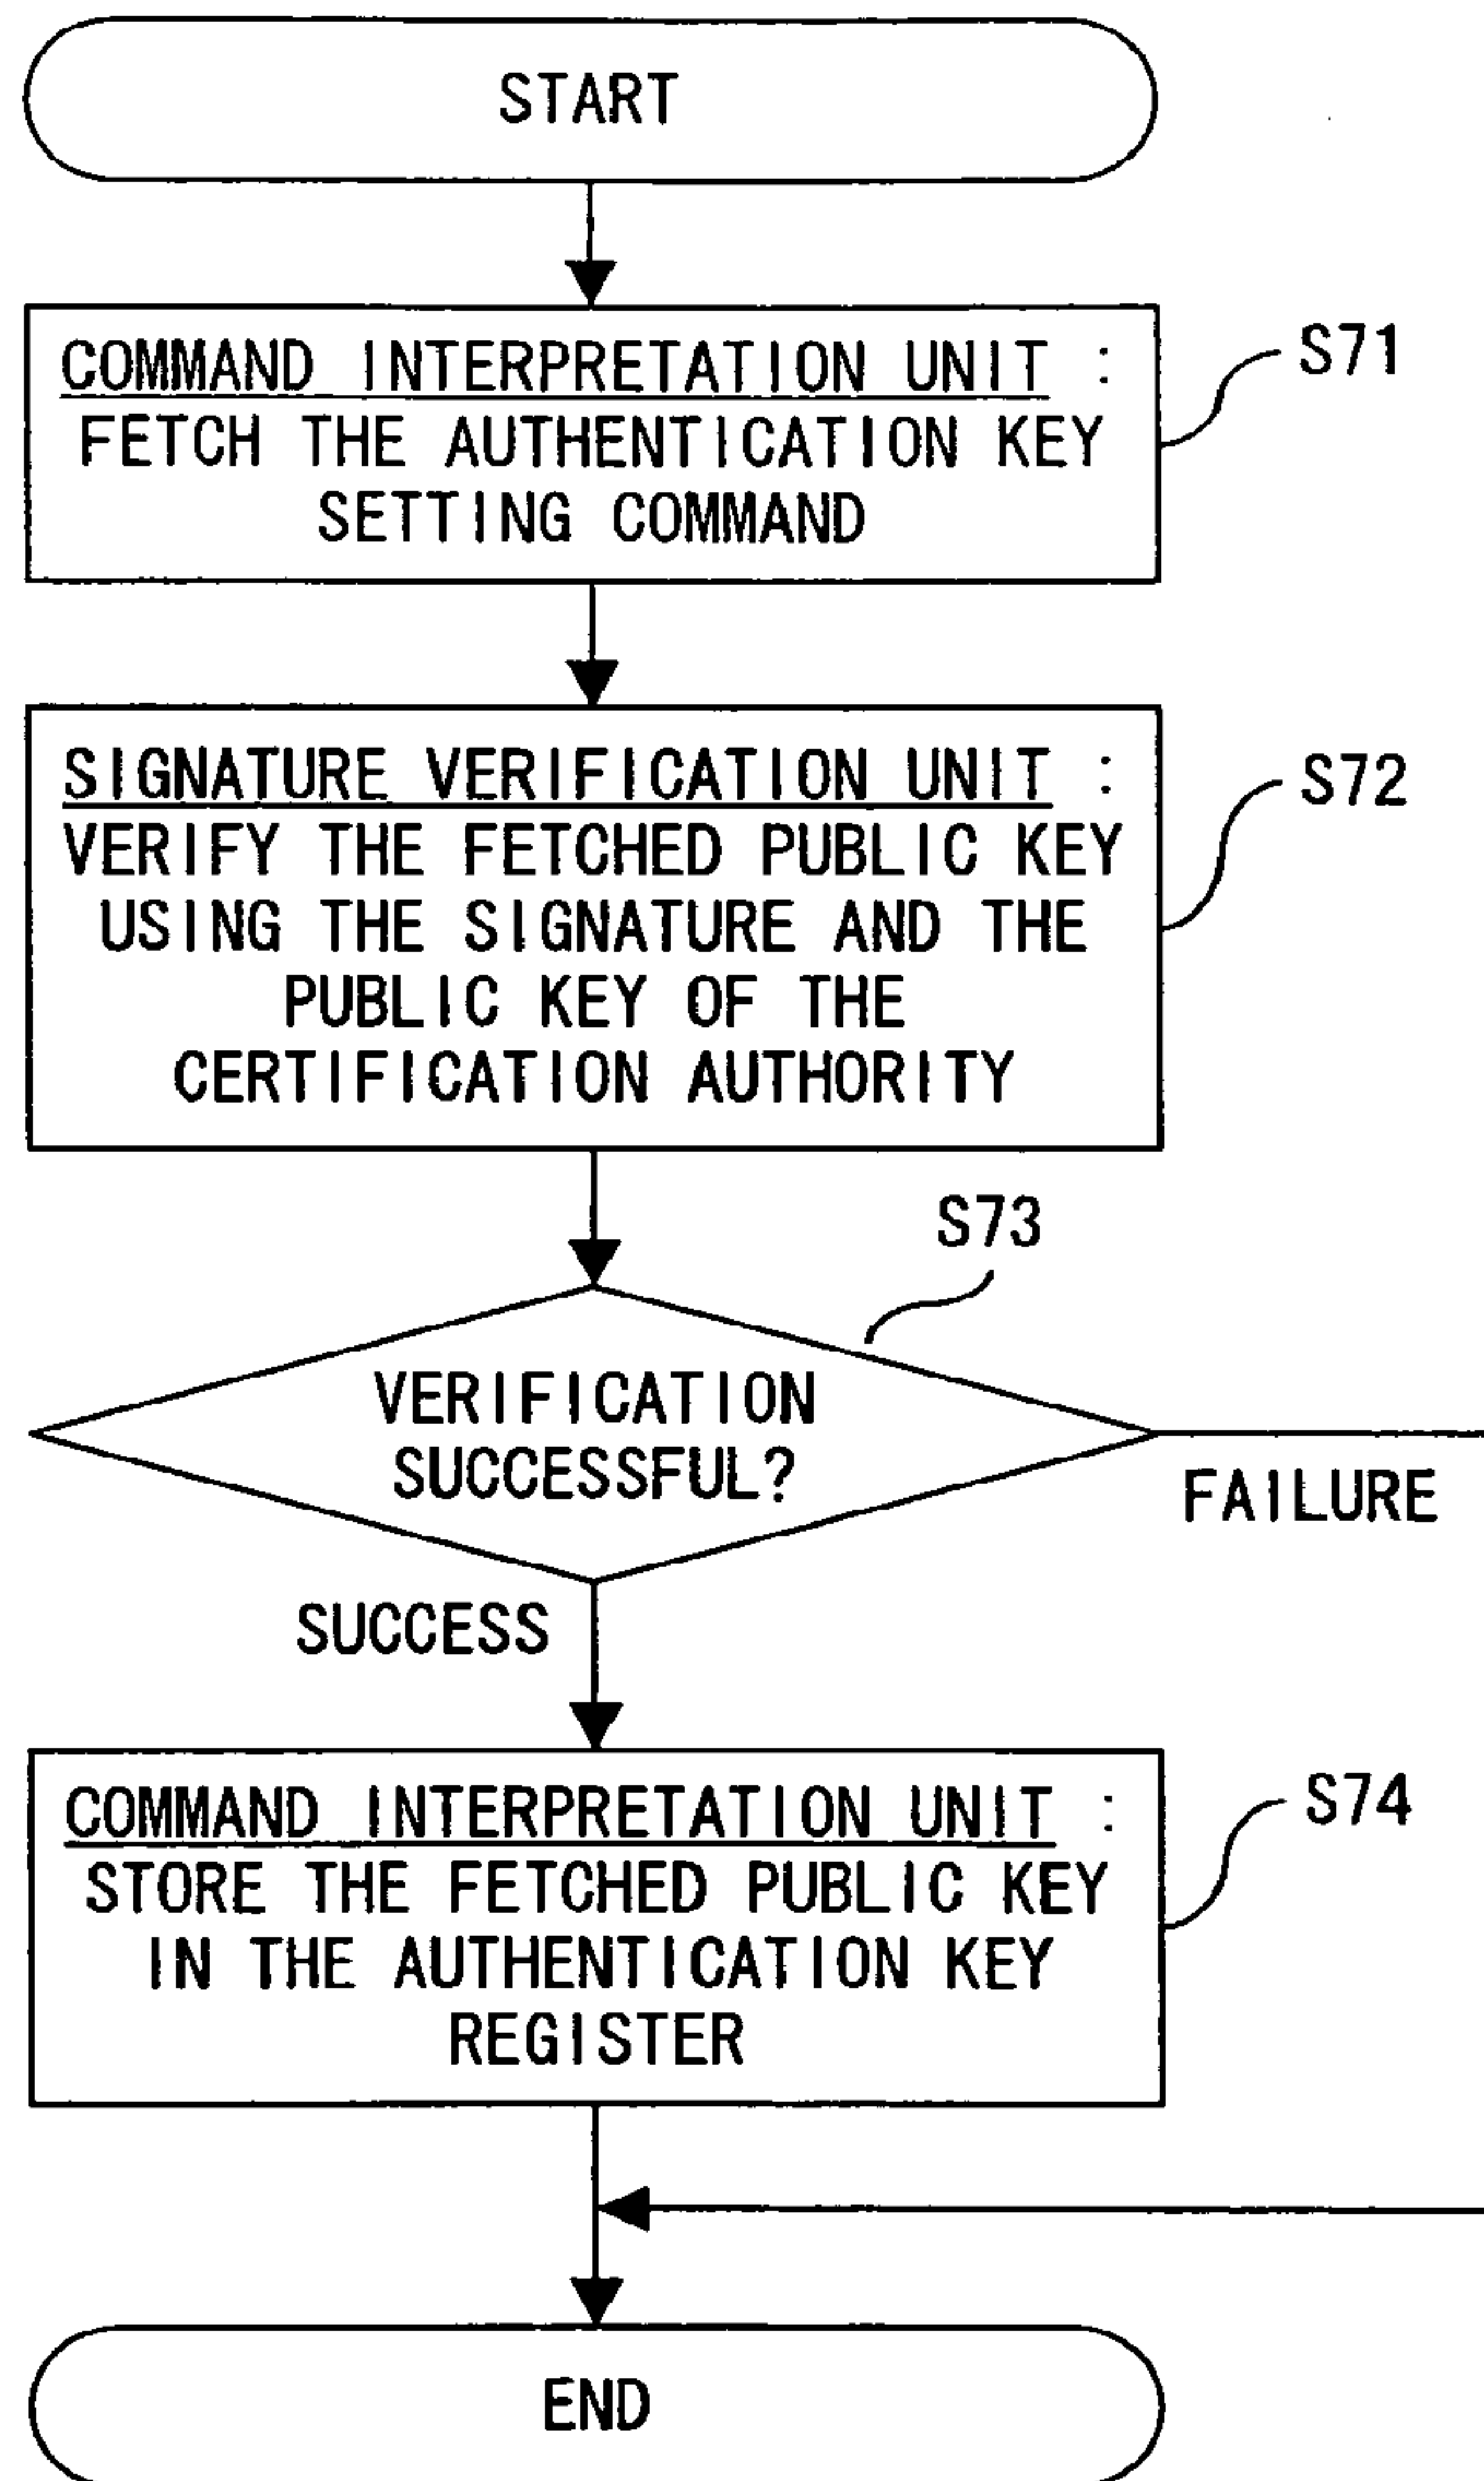 START
COMMAND INTERPRETATION UNIT :
FETCH THE AUTHENTICATION KEY
SETTING COMMAND
S71
SIGNATURE VERIFICATION UNIT :
VERIFY THE FETCHED PUBLIC KEY
USING THE SIGNATURE AND THE
PUBLIC KEY OF THE
CERTIFICATION AUTHORITY
S72
S73
VERIFICATION
SUCCESSFUL?
FAILURE
SUCCESS
COMMAND INTERPRETATION UNIT :
STORE THE FETCHED PUBLIC KEY
IN THE AUTHENTICATION KEY
REGISTER
S74
END